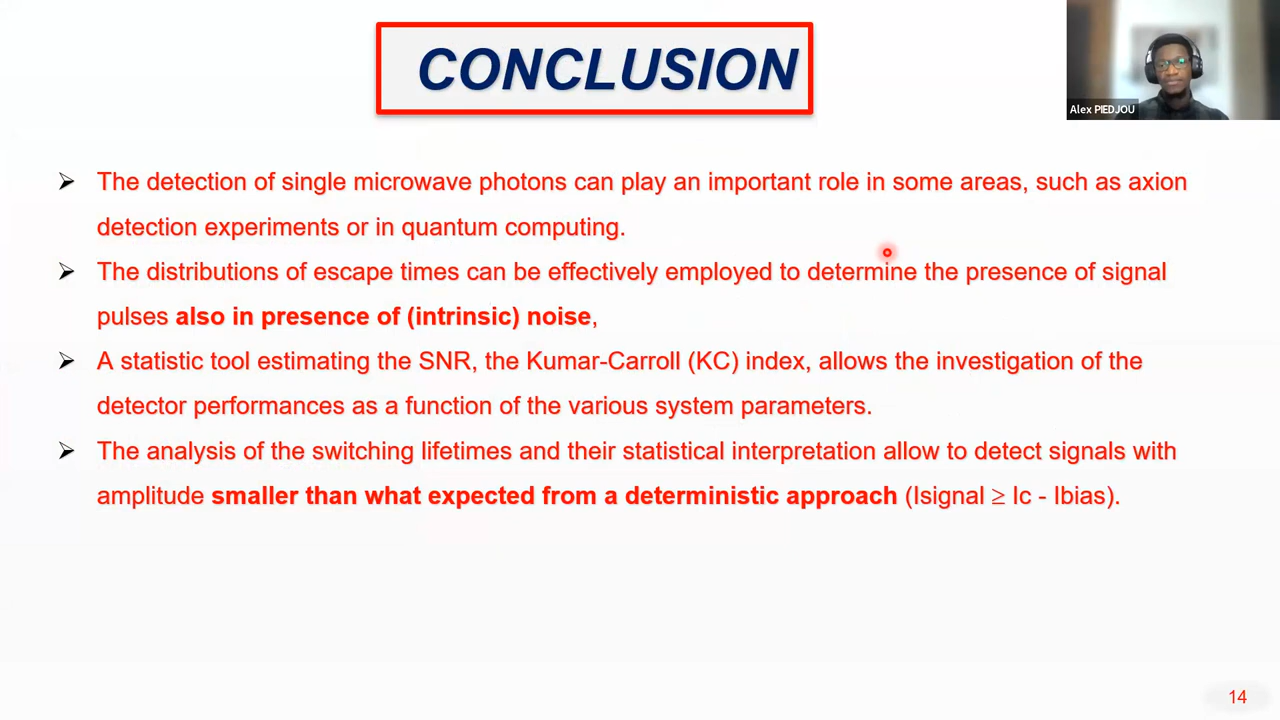 CONCLUSION
Alex PIEDJOU
➢ The detection of single microwave photons can play an important role in some areas, such as axion
detection experiments or in quantum computing.
➢ The distributions of escape times can be effectively employed to determine the presence of signal
pulses also in presence of (intrinsic) noise,
➢ A statistic tool estimating the SNR, the Kumar-Carroll (KC) index, allows the investigation of the
detector performances as a function of the various system parameters.
➢ The analysis of the switching lifetimes and their statistical interpretation allow to detect signals with
amplitude smaller than what expected from a deterministic approach (Isignal ≥ Ic - Ibias).
14